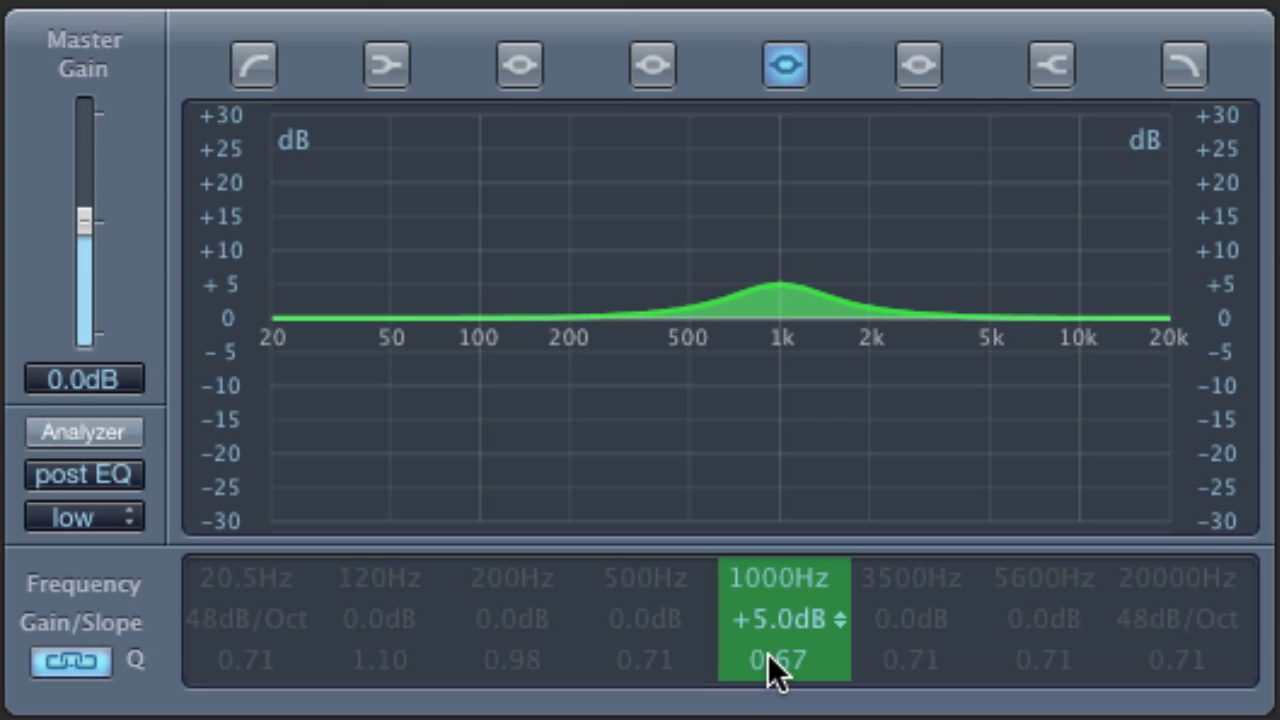 Master
Gain
+30 +30
dB dB
+25 +25
+20 +20
+15 +15
+10 +10
+ 5 +5
0 0
20 50 100 200 500 1k 2k 5k 10k 20k
- 5 -5
-10 -10
-15 -15
-20 -20
-25 -25
-30 -30
0.0dB
Analyzer
post EQ
low
Frequency 20.5Hz 120Hz 200Hz 500Hz 1000Hz 3500Hz 5600Hz 20000Hz
Gain/Slope 48dB/Oct 0.0dB 0.0dB 0.0dB +5.0dB 0.0dB 0.0dB 48dB/Oct
Q 0.71 1.10 0.98 0.71 0.67 0.71 0.71 0.71